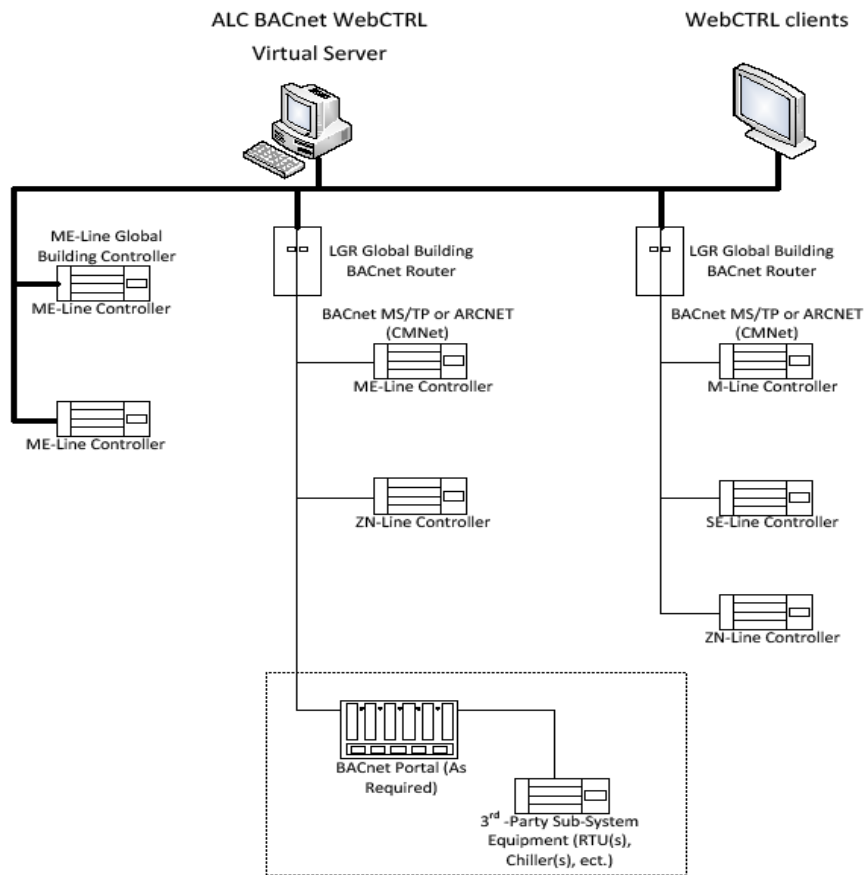 ALC BACnet WebCTRL
Virtual Server
WebCTRL clients
ME-Line Global
Building Controller
ME-Line Controller
ME-Line Controller
LGR Global Building
BACnet Router
BACnet MS/TP or ARCNET
(CMNet)
ME-Line Controller
ZN-Line Controller
LGR Global Building
BACnet Router
BACnet MS/TP or ARCNET
(CMNet)
M-Line Controller
SE-Line Controller
ZN-Line Controller
BACnet Portal (As
Required)
3rd -Party Sub-System
Equipment (RTU(s),
Chiller(s), ect.)